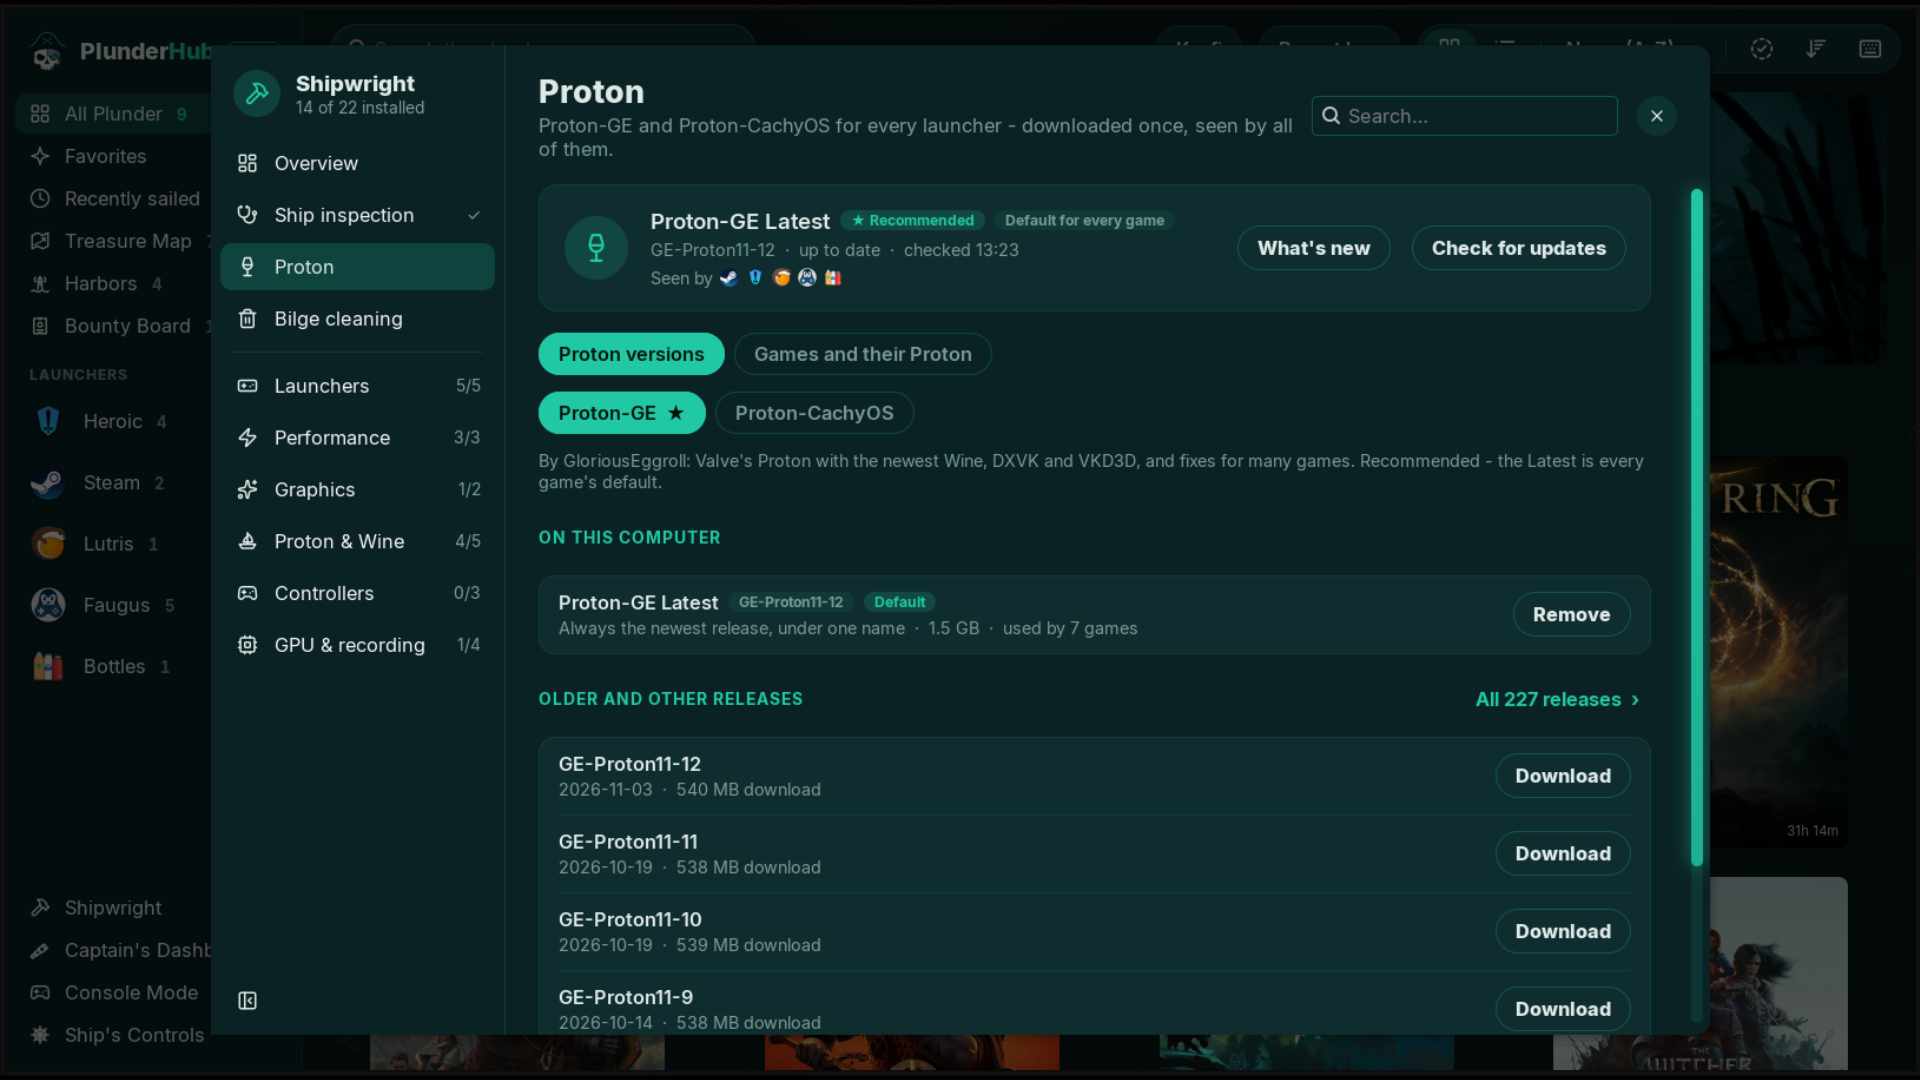 PlunderHub
All Plunder 9
Favorites
Recently sailed
Treasure Map
Harbors 4
Bounty Board
LAUNCHERS
Heroic 4
Steam 2
Lutris 1
Faugus 5
Bottles 1
Shipwright
Captain's Dashb
Console Mode
Ship's Controls
Shipwright
14 of 22 installed
Overview
Ship inspection
Proton
Bilge cleaning
Launchers 5/5
Performance 3/3
Graphics 1/2
Proton & Wine 4/5
Controllers 0/3
GPU & recording 1/4
Proton
Proton-GE and Proton-CachyOS for every launcher - downloaded once, seen by all
of them.
Search...
Proton-GE Latest ★ Recommended Default for every game
GE-Proton11-12 · up to date · checked 13:23
Seen by
What's new
Check for updates
Proton versions
Games and their Proton
Proton-GE ★
Proton-CachyOS
By GloriousEggroll: Valve's Proton with the newest Wine, DXVK and VKD3D, and fixes for many games. Recommended - the Latest is every
game's default.
ON THIS COMPUTER
Proton-GE Latest GE-Proton11-12 Default
Always the newest release, under one name · 1.5 GB · used by 7 games
Remove
OLDER AND OTHER RELEASES
All 227 releases ›
GE-Proton11-12
2026-11-03 · 540 MB download
Download
GE-Proton11-11
2026-10-19 · 538 MB download
Download
GE-Proton11-10
2026-10-19 · 539 MB download
Download
GE-Proton11-9
2026-10-14 · 538 MB download
Download
RING
31h 14m
WITCHER